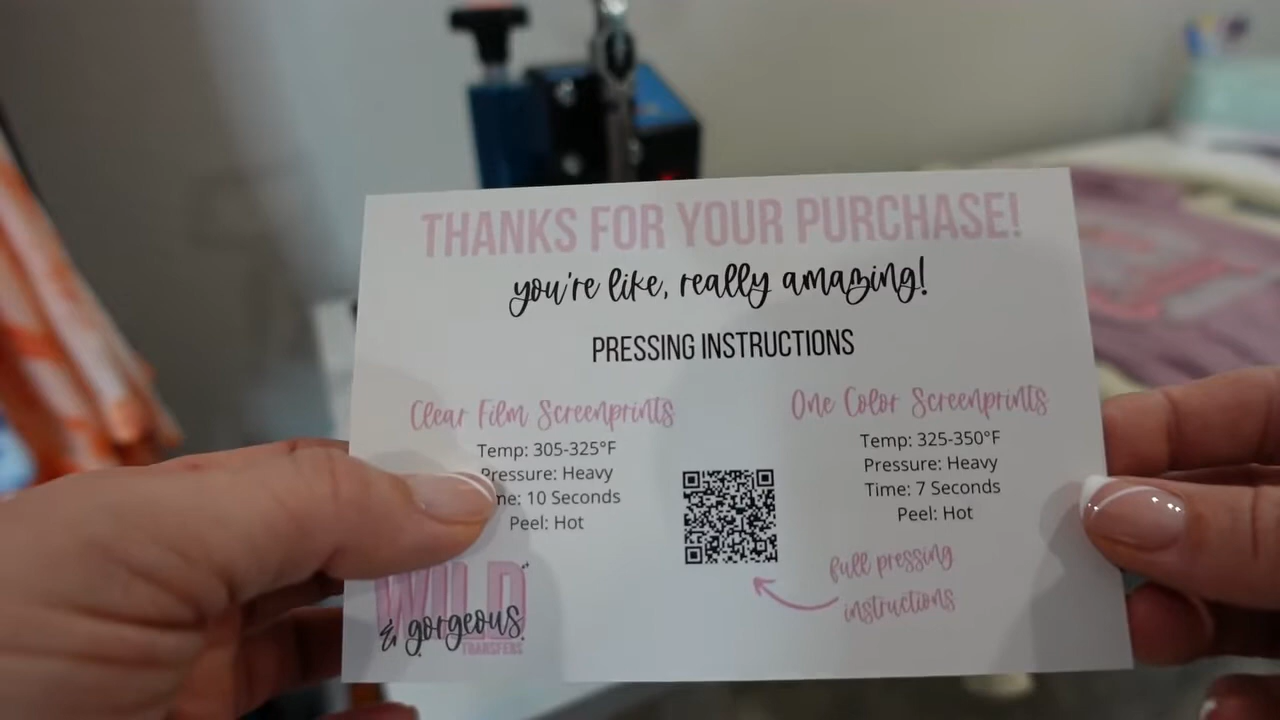 THANKS FOR YOUR PURCHASE!
you're like, really amazing!
PRESSING INSTRUCTIONS
Clear Film Screenprints
Temp: 305-325°F
Pressure: Heavy
me: 10 Seconds
Peel: Hot
One Color Screenprints
Temp: 325-350°F
Pressure: Heavy
Time: 7 Seconds
Peel: Hot
full pressing
instructions
WILD
& gorgeous
TRANSFERS